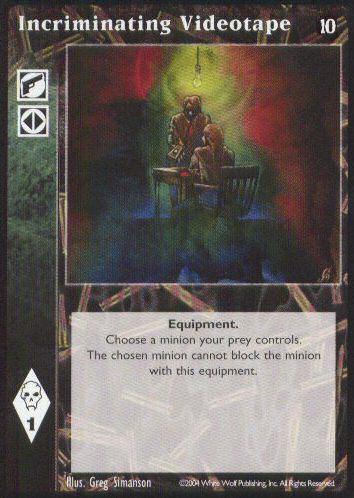 Incriminating Videotape 10
Equipment.
Choose a minion your prey controls.
The chosen minion cannot block the minion
with this equipment.
1
Illus. Greg Simanson ©2004 White Wolf Publishing, Inc. All Rights Reserved.